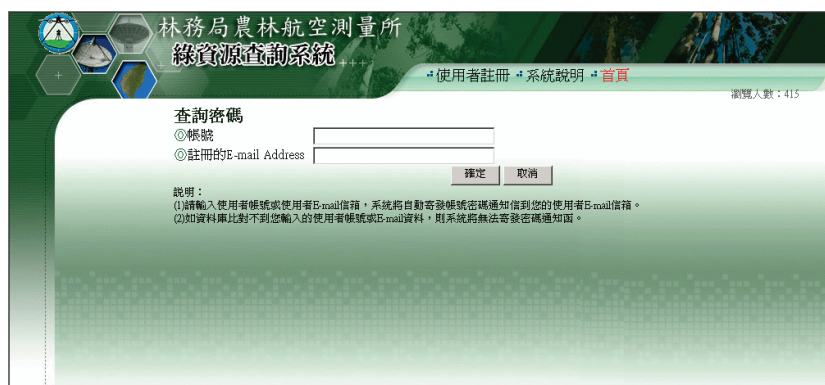 林務局農林航空測量所
綠資源查詢系統
使用者註冊 系統說明 首頁
瀏覽人數：415
查詢密碼
◎帳號
◎註冊的E-mail Address
確定 取消
說明：
(1)請輸入使用者帳號或使用者E-mail信箱，系統將自動寄發帳號密碼通知信到您的使用者E-mail信箱。
(2)如資料庫比對不到您輸入的使用者帳號或E-mail資料，則系統將無法寄發密碼通知函。